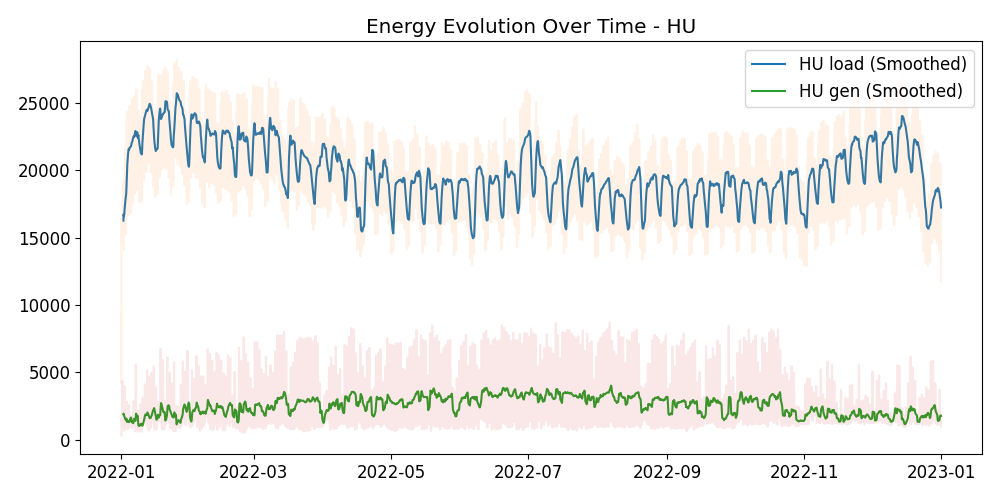 Energy Evolution Over Time - HU
HU load (Smoothed)
HU gen (Smoothed)
25000
20000
15000
10000
5000
0
2022-01 2022-03 2022-05 2022-07 2022-09 2022-11 2023-01